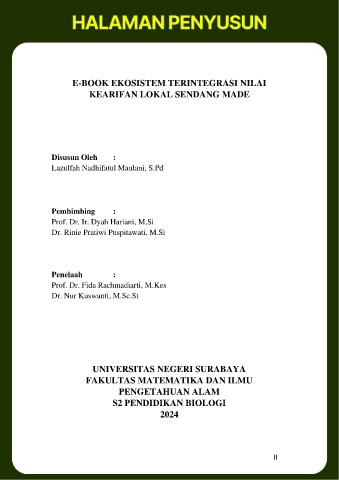 HALAMAN PENYUSUN
E-BOOK EKOSISTEM TERINTEGRASI NILAI
KEARIFAN LOKAL SENDANG MADE
Disusun Oleh :
Lazulfah Nadhifatul Maulani, S.Pd
Pembimbing :
Prof. Dr. Ir. Dyah Hariani, M.Si
Dr. Rinie Pratiwi Puspitawati, M.Si
Penelaah :
Prof. Dr. Fida Rachmadiarti, M.Kes
Dr. Nur Kuswanti, M.Sc.St
UNIVERSITAS NEGERI SURABAYA
FAKULTAS MATEMATIKA DAN ILMU
PENGETAHUAN ALAM
S2 PENDIDIKAN BIOLOGI
2024
II